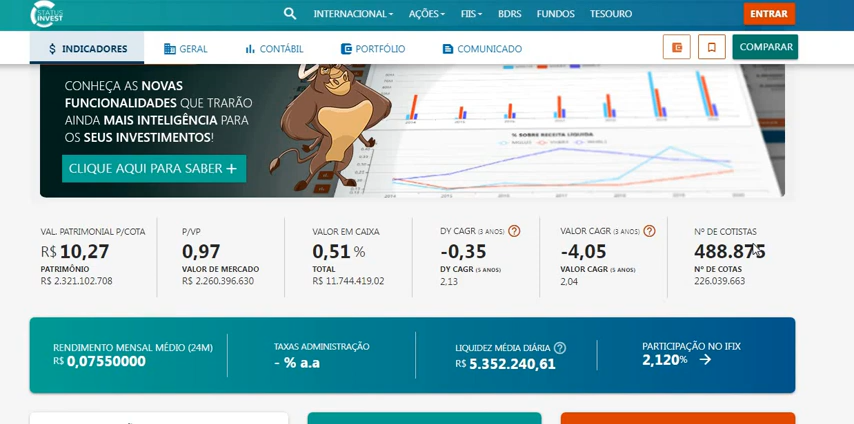 STATUS
INVEST
INTERNACIONAL
AÇÕES
FIIS
BDRS
FUNDOS
TESOURO
ENTRAR
INDICADORES
GERAL
CONTÁBIL
PORTFÓLIO
COMUNICADO
COMPARAR
CONHEÇA AS NOVAS
FUNCIONALIDADES QUE TRARÃO
AINDA MAIS INTELIGÊNCIA PARA
OS SEUS INVESTIMENTOS!
CLIQUE AQUI PARA SABER +
% SOBRE RECEITA LIQUIDA
VAL. PATRIMONIAL P/COTA
R$ 10,27
PATRIMÔNIO
R$ 2.321.102.708
P/VP
0,97
VALOR DE MERCADO
R$ 2.260.396.630
VALOR EM CAIXA
0,51 %
TOTAL
R$ 11.744.419,02
DY CAGR (3 ANOS) ?
-0,35
DY CAGR (5 ANOS)
2,13
VALOR CAGR (3 ANOS) ?
-4,05
VALOR CAGR (5 ANOS)
2,04
Nº DE COTISTAS
488.875
Nº DE COTAS
226.039.663
RENDIMENTO MENSAL MÉDIO (24M)
R$ 0,07550000
TAXAS ADMINISTRAÇÃO
- % a.a
LIQUIDEZ MÉDIA DIÁRIA ?
R$ 5.352.240,61
PARTICIPAÇÃO NO IFIX
2,120%